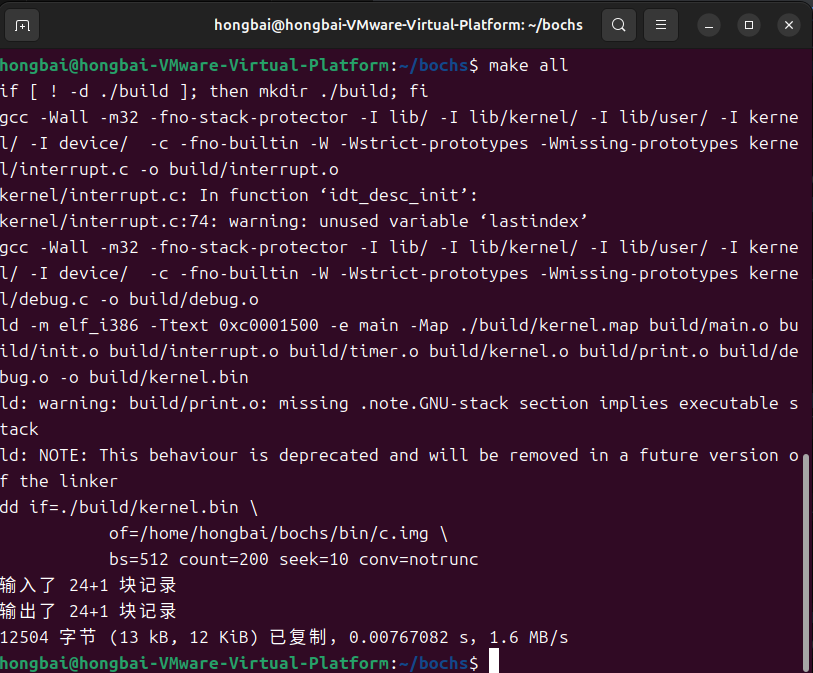 hongbai@hongbai-VMware-Virtual-Platform: ~/bochs
hongbai@hongbai-VMware-Virtual-Platform:~/bochs$ make all
if [ ! -d ./build ]; then mkdir ./build; fi
gcc -Wall -m32 -fno-stack-protector -I lib/ -I lib/kernel/ -I lib/user/ -I kerne
l/ -I device/  -c -fno-builtin -W -Wstrict-prototypes -Wmissing-prototypes kerne
l/interrupt.c -o build/interrupt.o
kernel/interrupt.c: In function ‘idt_desc_init’:
kernel/interrupt.c:74: warning: unused variable ‘lastindex’
gcc -Wall -m32 -fno-stack-protector -I lib/ -I lib/kernel/ -I lib/user/ -I kerne
l/ -I device/  -c -fno-builtin -W -Wstrict-prototypes -Wmissing-prototypes kerne
l/debug.c -o build/debug.o
ld -m elf_i386 -Ttext 0xc0001500 -e main -Map ./build/kernel.map build/main.o bu
ild/init.o build/interrupt.o build/timer.o build/kernel.o build/print.o build/de
bug.o -o build/kernel.bin
ld: warning: build/print.o: missing .note.GNU-stack section implies executable s
tack
ld: NOTE: This behaviour is deprecated and will be removed in a future version o
f the linker
dd if=./build/kernel.bin \
of=/home/hongbai/bochs/bin/c.img \
bs=512 count=200 seek=10 conv=notrunc
输入了 24+1 块记录
输出了 24+1 块记录
12504 字节 (13 kB, 12 KiB) 已复制，0.00767082 s，1.6 MB/s
hongbai@hongbai-VMware-Virtual-Platform:~/bochs$